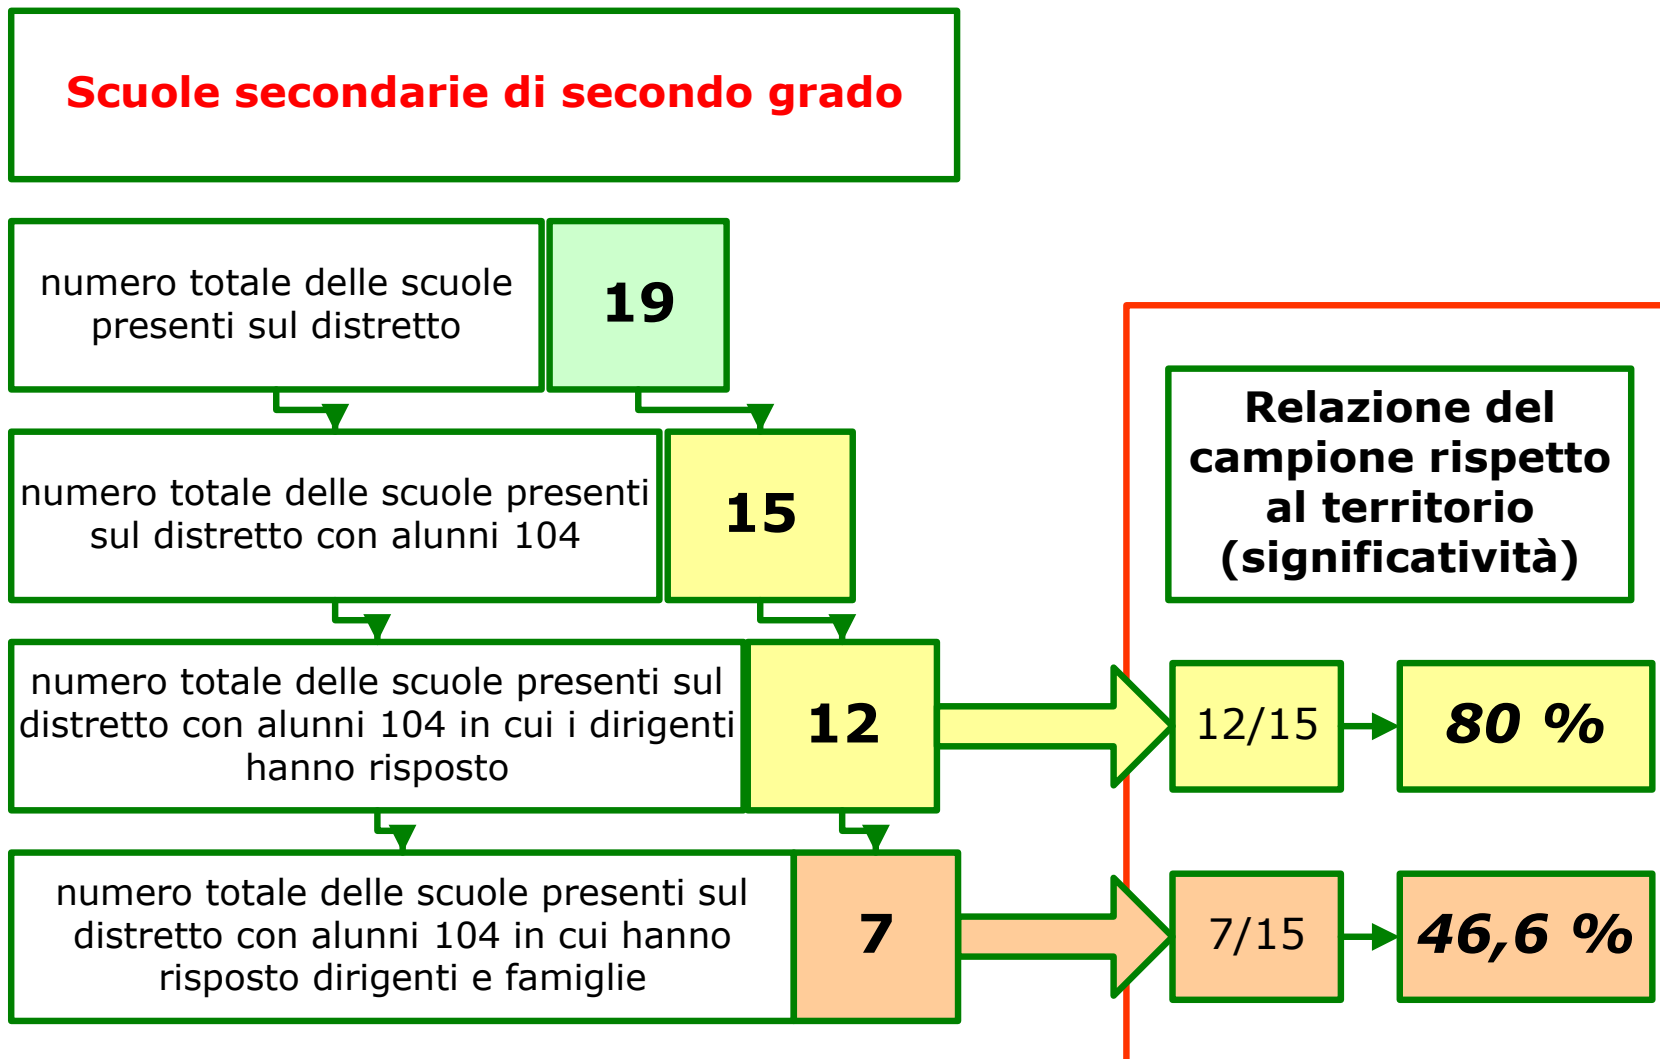 Scuole secondarie di secondo grado
numero totale delle scuole
presenti sul distretto
19
numero totale delle scuole presenti
sul distretto con alunni 104
15
Relazione del
campione rispetto
al territorio
(significatività)
numero totale delle scuole presenti sul
distretto con alunni 104 in cui i dirigenti
hanno risposto
12
12/15
80 %
numero totale delle scuole presenti sul
distretto con alunni 104 in cui hanno
risposto dirigenti e famiglie
7
7/15
46,6 %